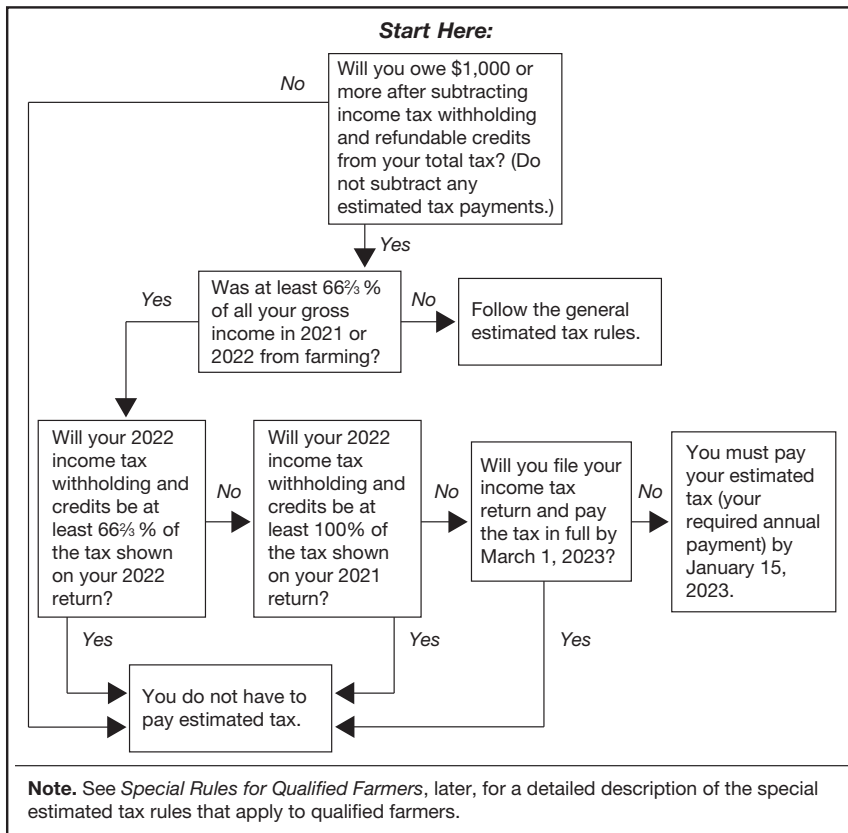 Start Here:
No
Will you owe $1,000 or
more after subtracting
income tax withholding
and refundable credits
from your total tax? (Do
not subtract any
estimated tax payments.)
Yes
Yes
Was at least 66⅔ %
of all your gross
income in 2021 or
2022 from farming?
No
Follow the general
estimated tax rules.
Will your 2022
income tax
withholding and
credits be at
least 66⅔ % of
the tax shown
on your 2022
return?
No
Will your 2022
income tax
withholding and
credits be at
least 100% of
the tax shown
on your 2021
return?
No
Will you file your
income tax
return and pay
the tax in full by
March 1, 2023?
No
You must pay
your estimated
tax (your
required annual
payment) by
January 15,
2023.
Yes
Yes
Yes
You do not have to
pay estimated tax.
Note. See Special Rules for Qualified Farmers, later, for a detailed description of the special
estimated tax rules that apply to qualified farmers.